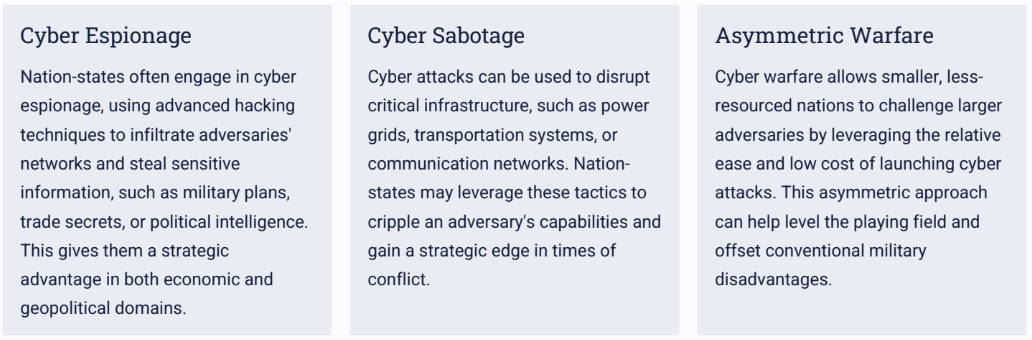 Cyber Espionage
Nation-states often engage in cyber
espionage, using advanced hacking
techniques to infiltrate adversaries'
networks and steal sensitive
information, such as military plans,
trade secrets, or political intelligence.
This gives them a strategic
advantage in both economic and
geopolitical domains.
Cyber Sabotage
Cyber attacks can be used to disrupt
critical infrastructure, such as power
grids, transportation systems, or
communication networks. Nation-
states may leverage these tactics to
cripple an adversary's capabilities and
gain a strategic edge in times of
conflict.
Asymmetric Warfare
Cyber warfare allows smaller, less-
resourced nations to challenge larger
adversaries by leveraging the relative
ease and low cost of launching cyber
attacks. This asymmetric approach
can help level the playing field and
offset conventional military
disadvantages.